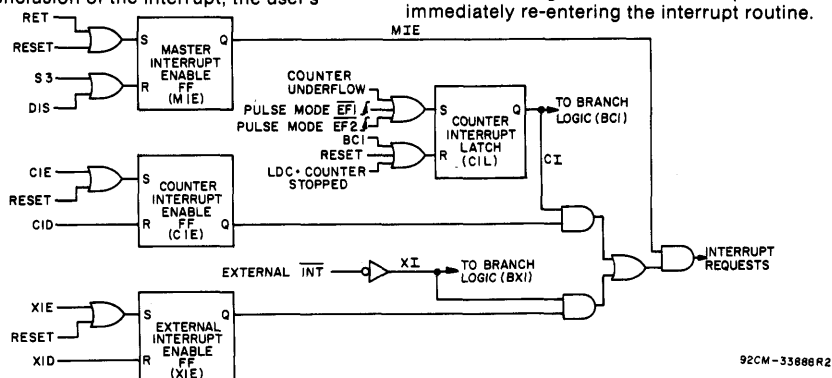 nclusion of the interrupt, the user's
immediately re-entering the interrupt routine.
RET
RESET
S3
DIS
S Q
R
MASTER
INTERRUPT
ENABLE
FF
(MIE)
MIE
COUNTER
UNDERFLOW
PULSE MODE EF1
PULSE MODE EF2
BCI
RESET
LDC • COUNTER
STOPPED
S Q
R
COUNTER
INTERRUPT
LATCH
(CIL)
TO BRANCH
LOGIC (BCI)
CI
CIE
RESET
CID
S Q
R
COUNTER
INTERRUPT
ENABLE
FF
(CIE)
EXTERNAL INT
XI
TO BRANCH
LOGIC (BXI)
INTERRUPT
REQUESTS
XIE
RESET
XID
S Q
R
EXTERNAL
INTERRUPT
ENABLE
FF
(XIE)
92CM-33888R2